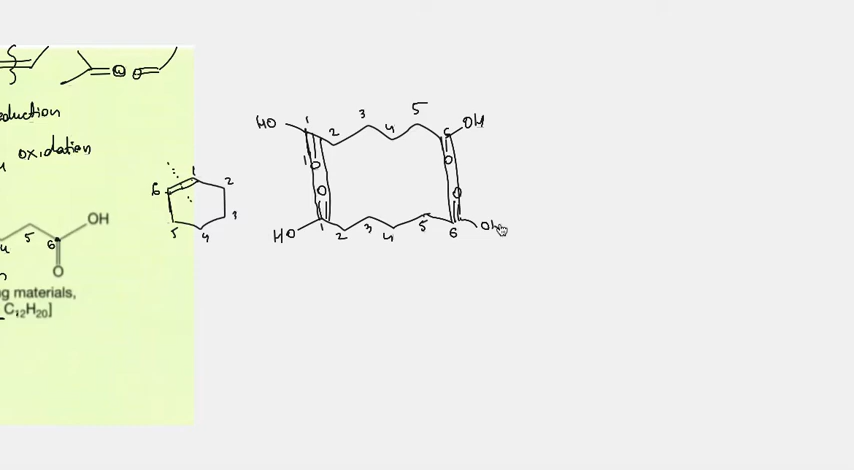 eduction
oxidation
OH
4 5 6
O
ng materials,
C₁₂H₂₀]
6 1 2
3
5 4
HO 1 2 3 4 5 6 OH
O O
O O
HO 1 2 3 4 5 6 OH